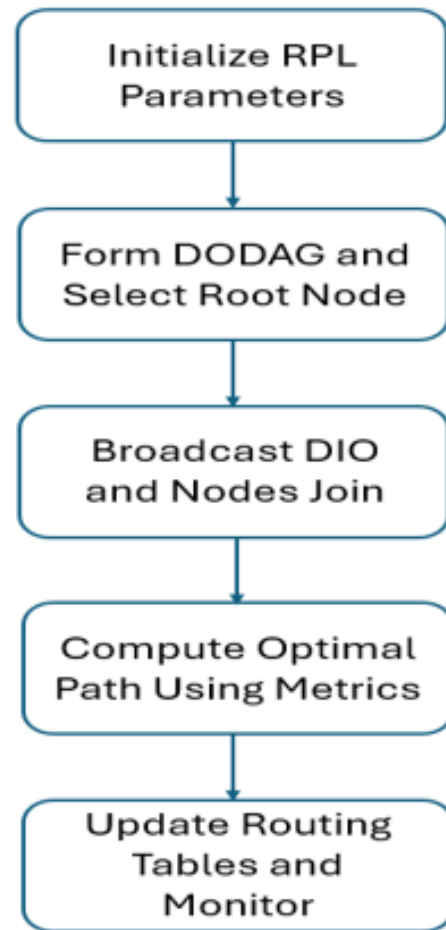 Initialize RPL
Parameters
Form DODAG and
Select Root Node
Broadcast DIO
and Nodes Join
Compute Optimal
Path Using Metrics
Update Routing
Tables and
Monitor